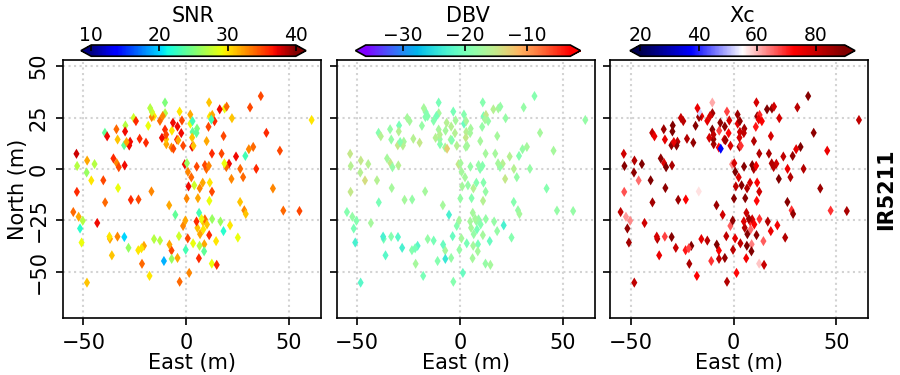 SNR DBV Xc
10 20 30 40 −30 −20 −10 20 40 60 80
50
25
0
−25
−50
North (m)
IR5211
−50 0 50 −50 0 50 −50 0 50
East (m) East (m) East (m)